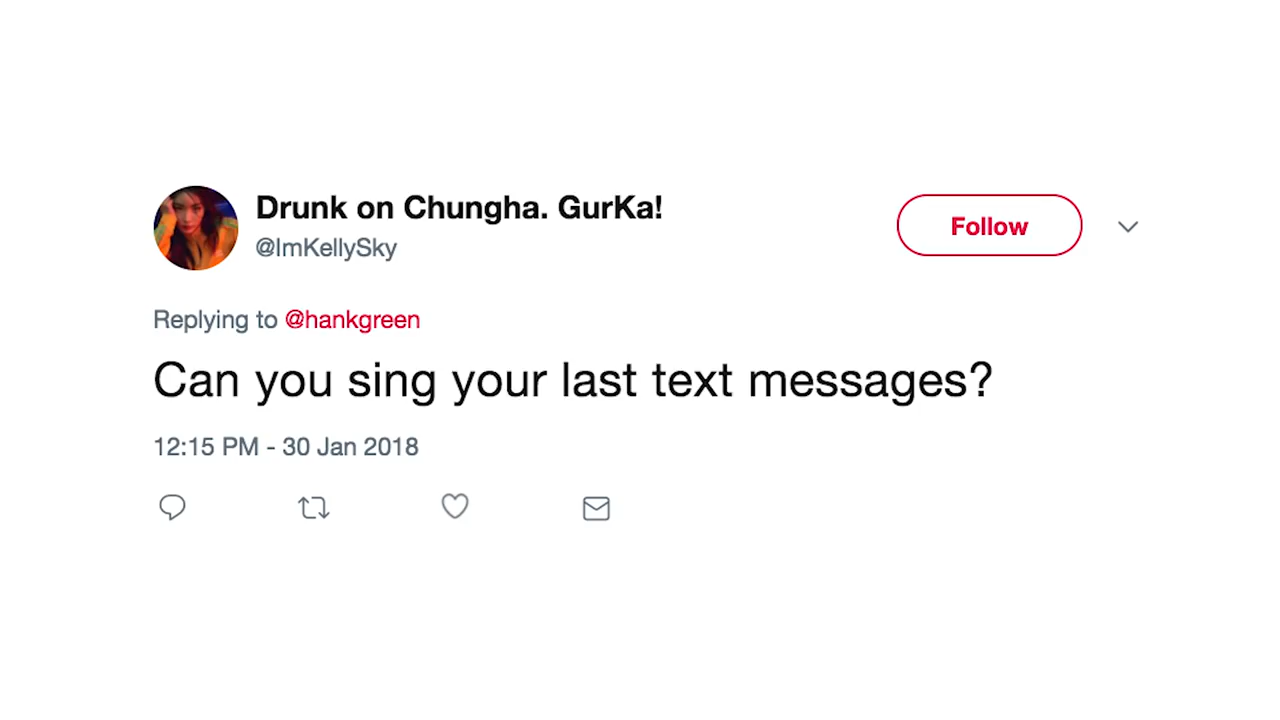 Drunk on Chungha. GurKa!
@ImKellySky
Follow
Replying to @hankgreen
Can you sing your last text messages?
12:15 PM - 30 Jan 2018